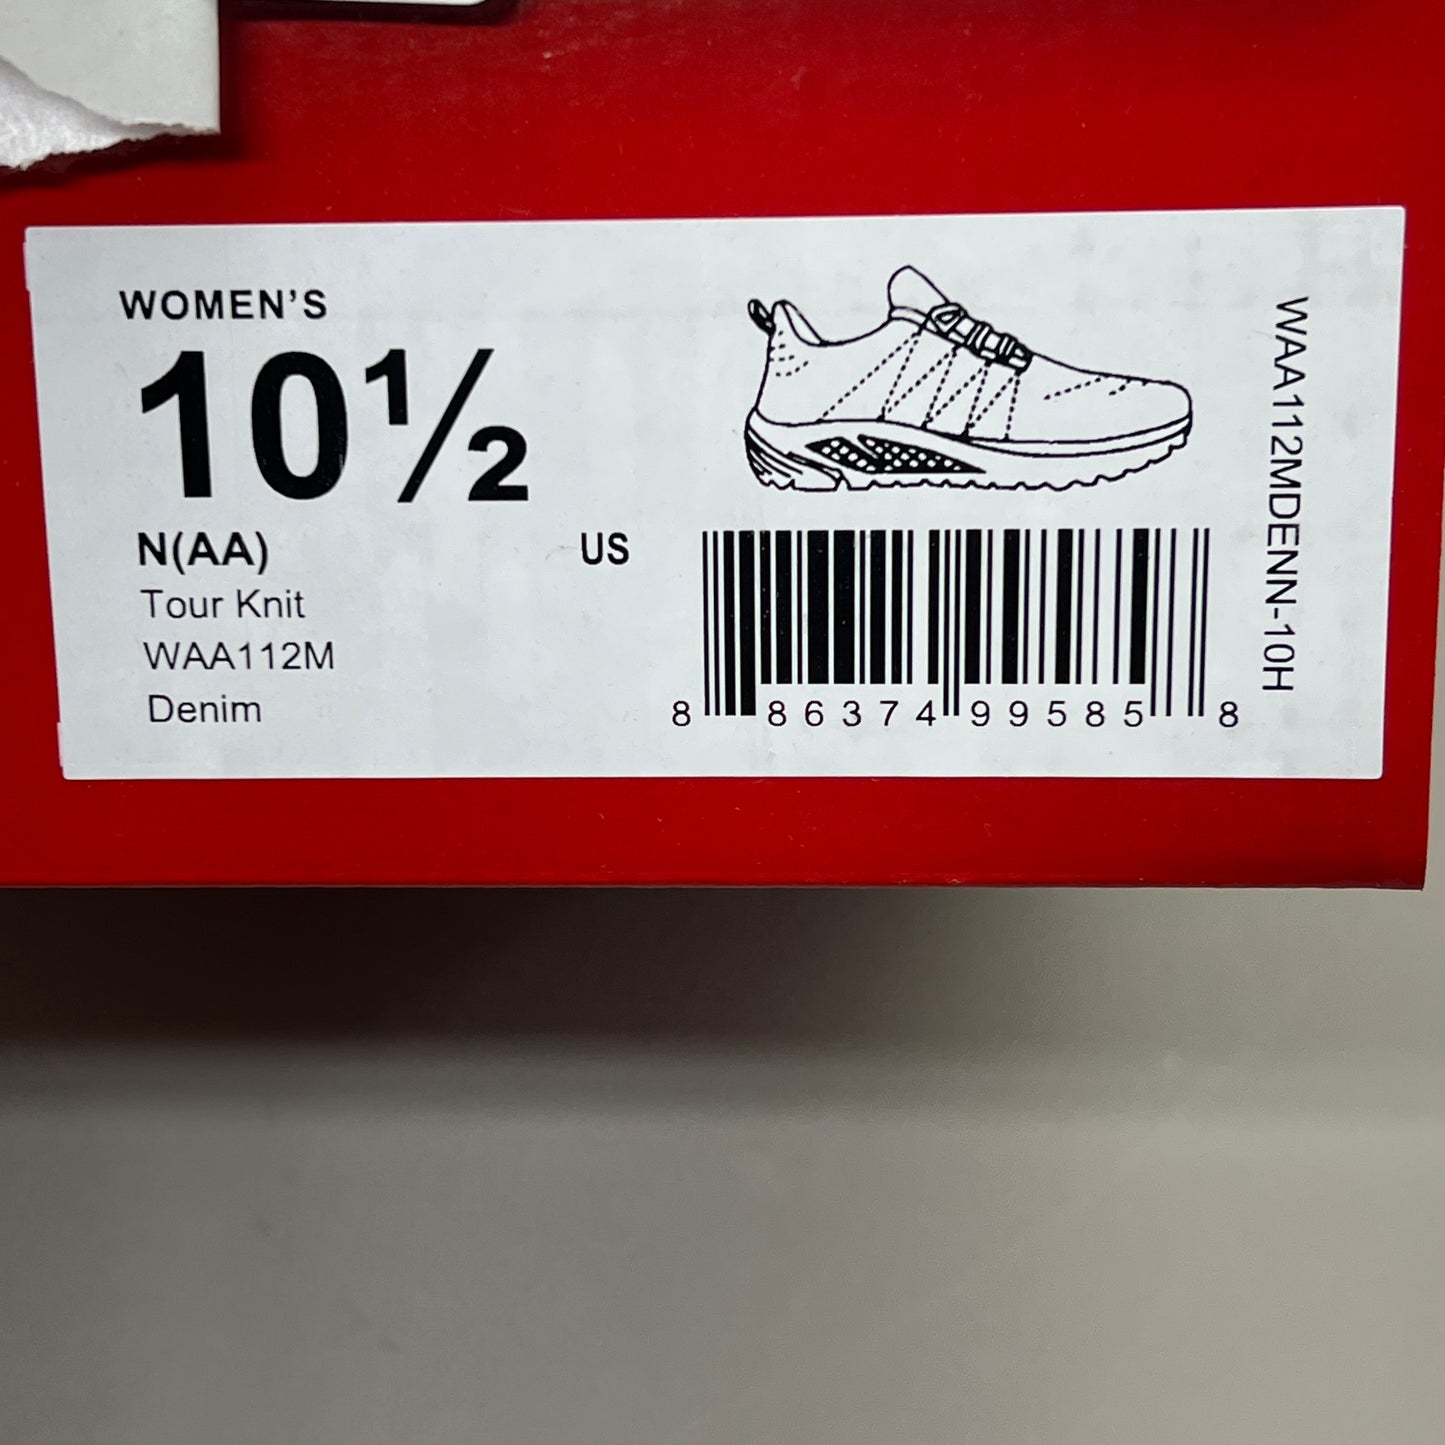 WOMEN'S
10½
N(AA) US
Tour Knit
WAA112M
Denim
8 86374 99585 8
WAA112MDENN-10H